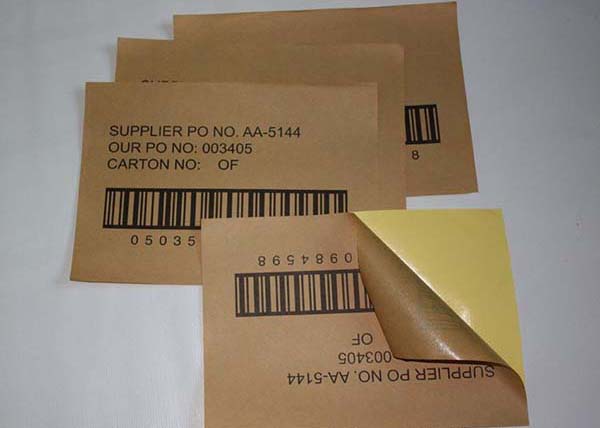 SUPPLIER PO NO. AA-5144
OUR PO NO: 003405
CARTON NO: OF
05035
8
SUPPLIER PO NO. AA-5144
003405
OF
0984598